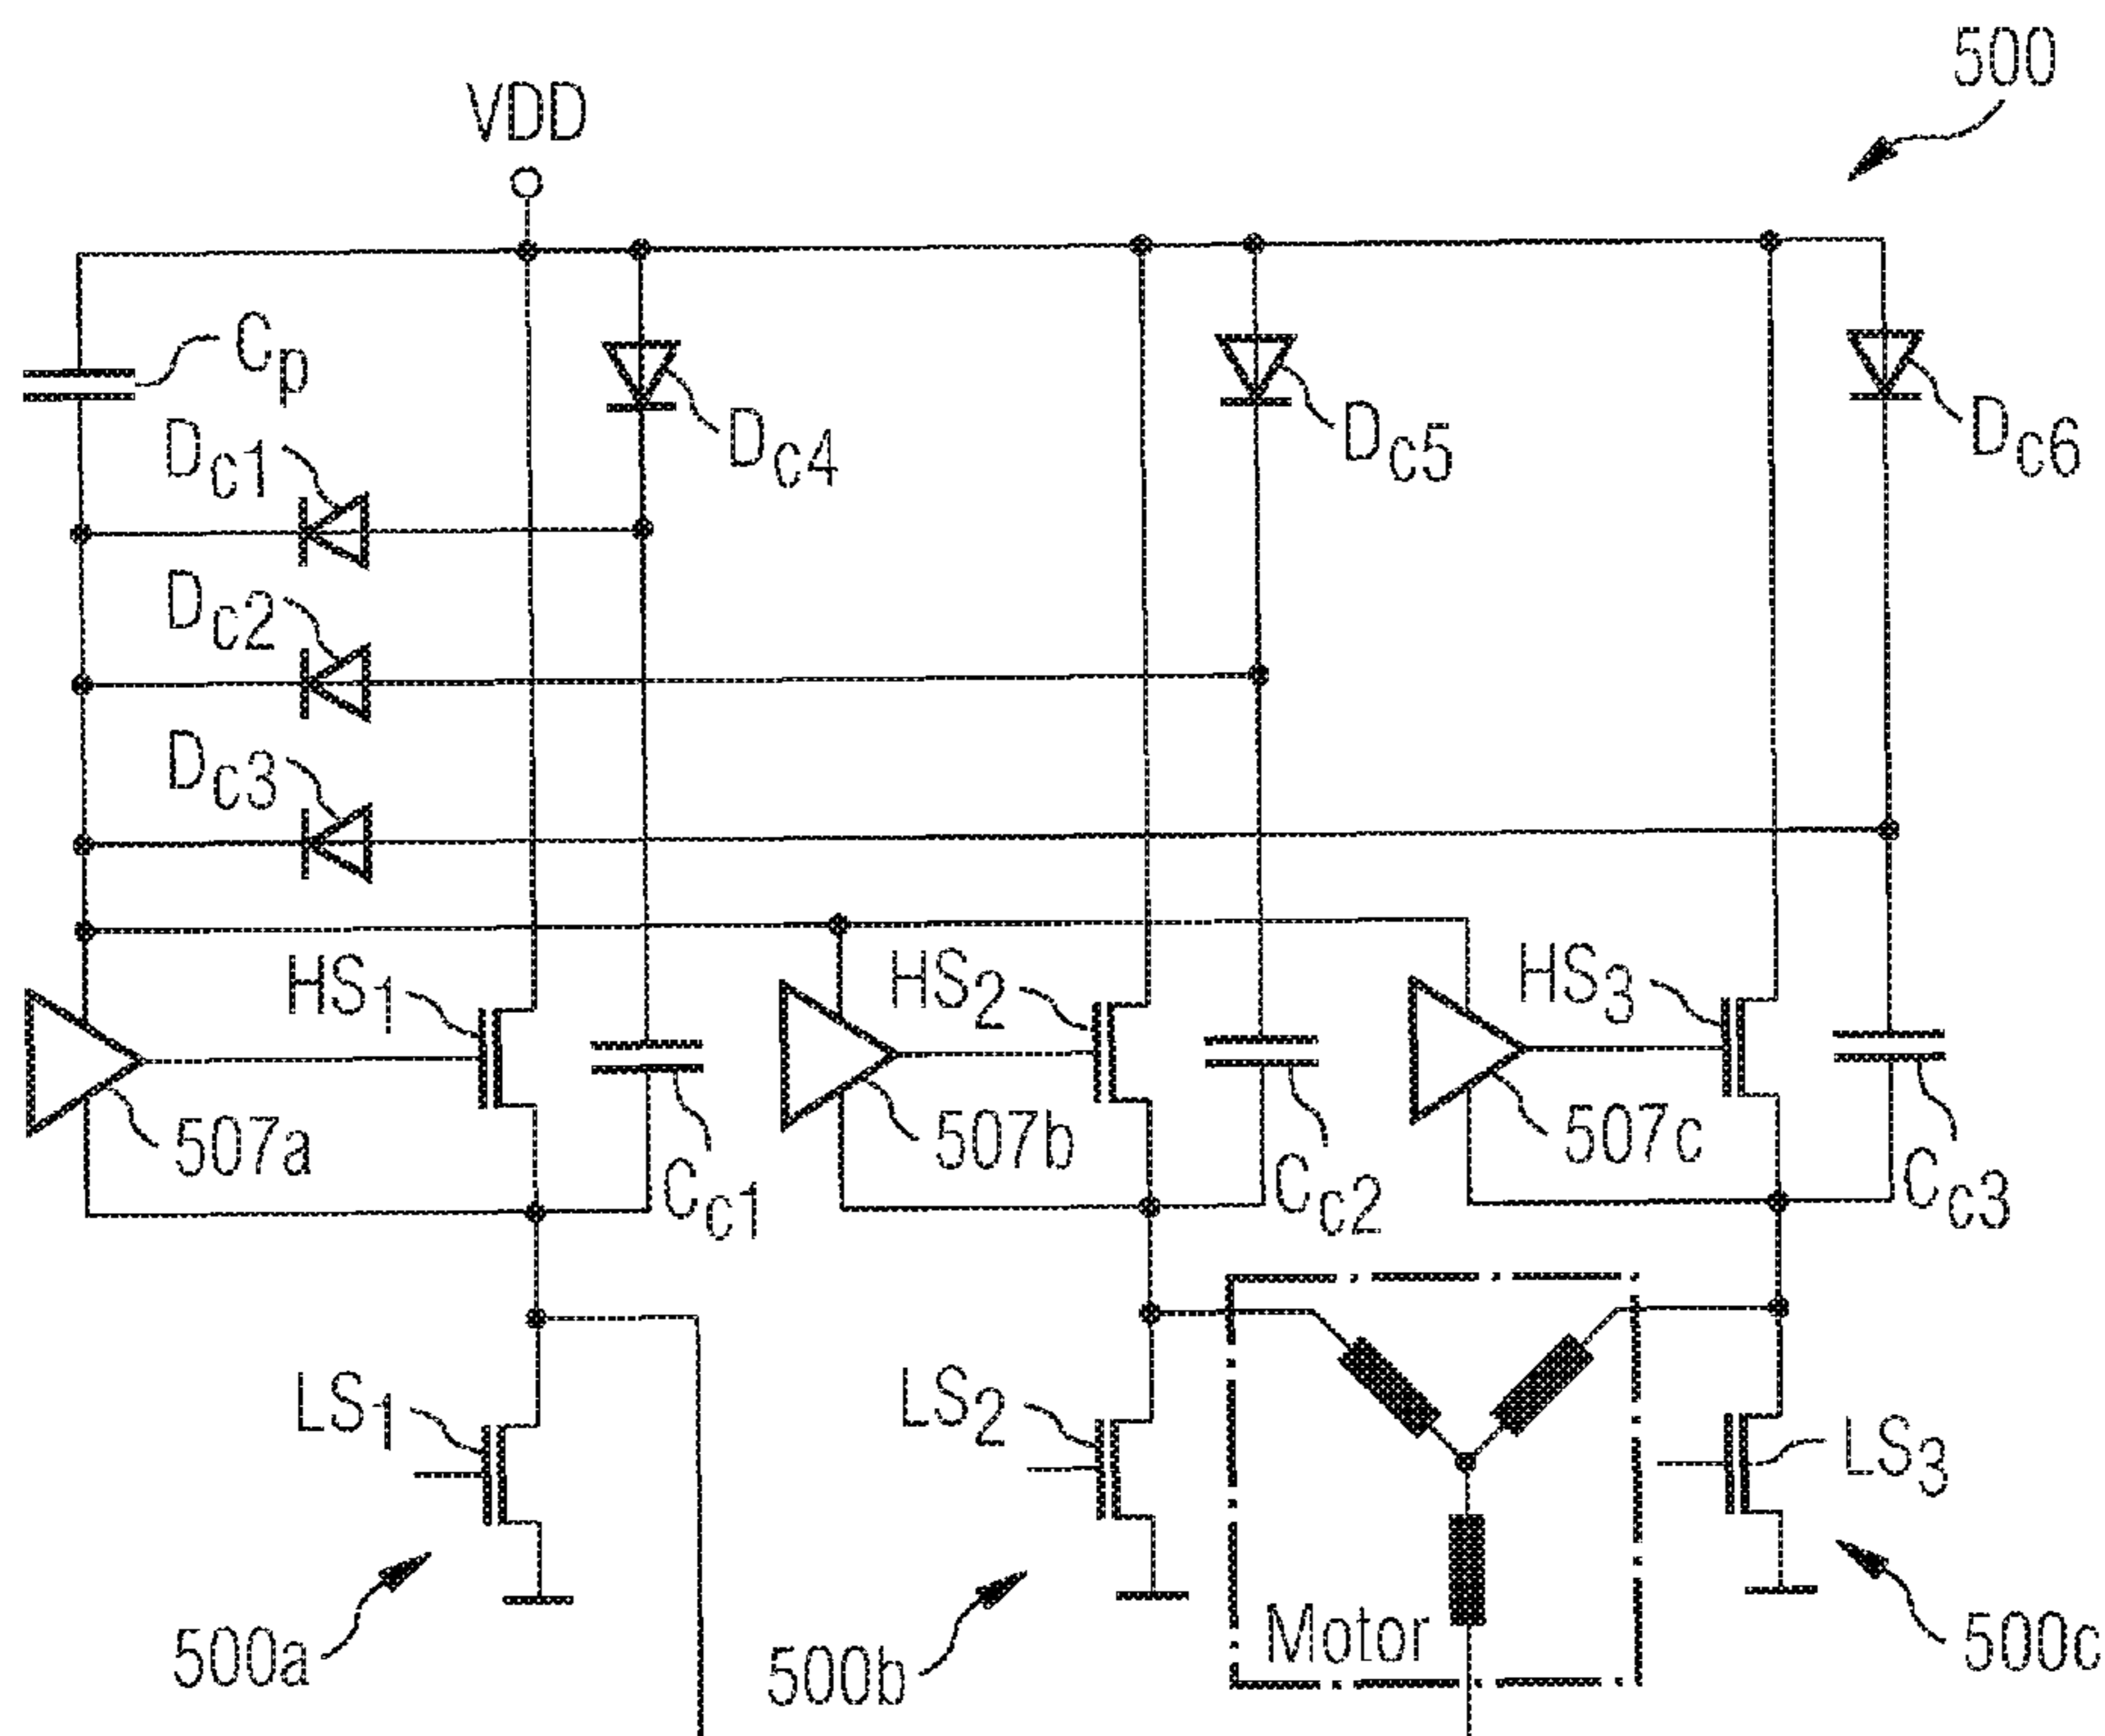 500
VDD
Cp
Dc1
Dc4
Dc5
Dc6
Dc2
Dc3
HS1
HS2
HS3
507a
507b
507c
Cc1
Cc2
Cc3
LS1
LS2
LS3
Motor
500a
500b
500c